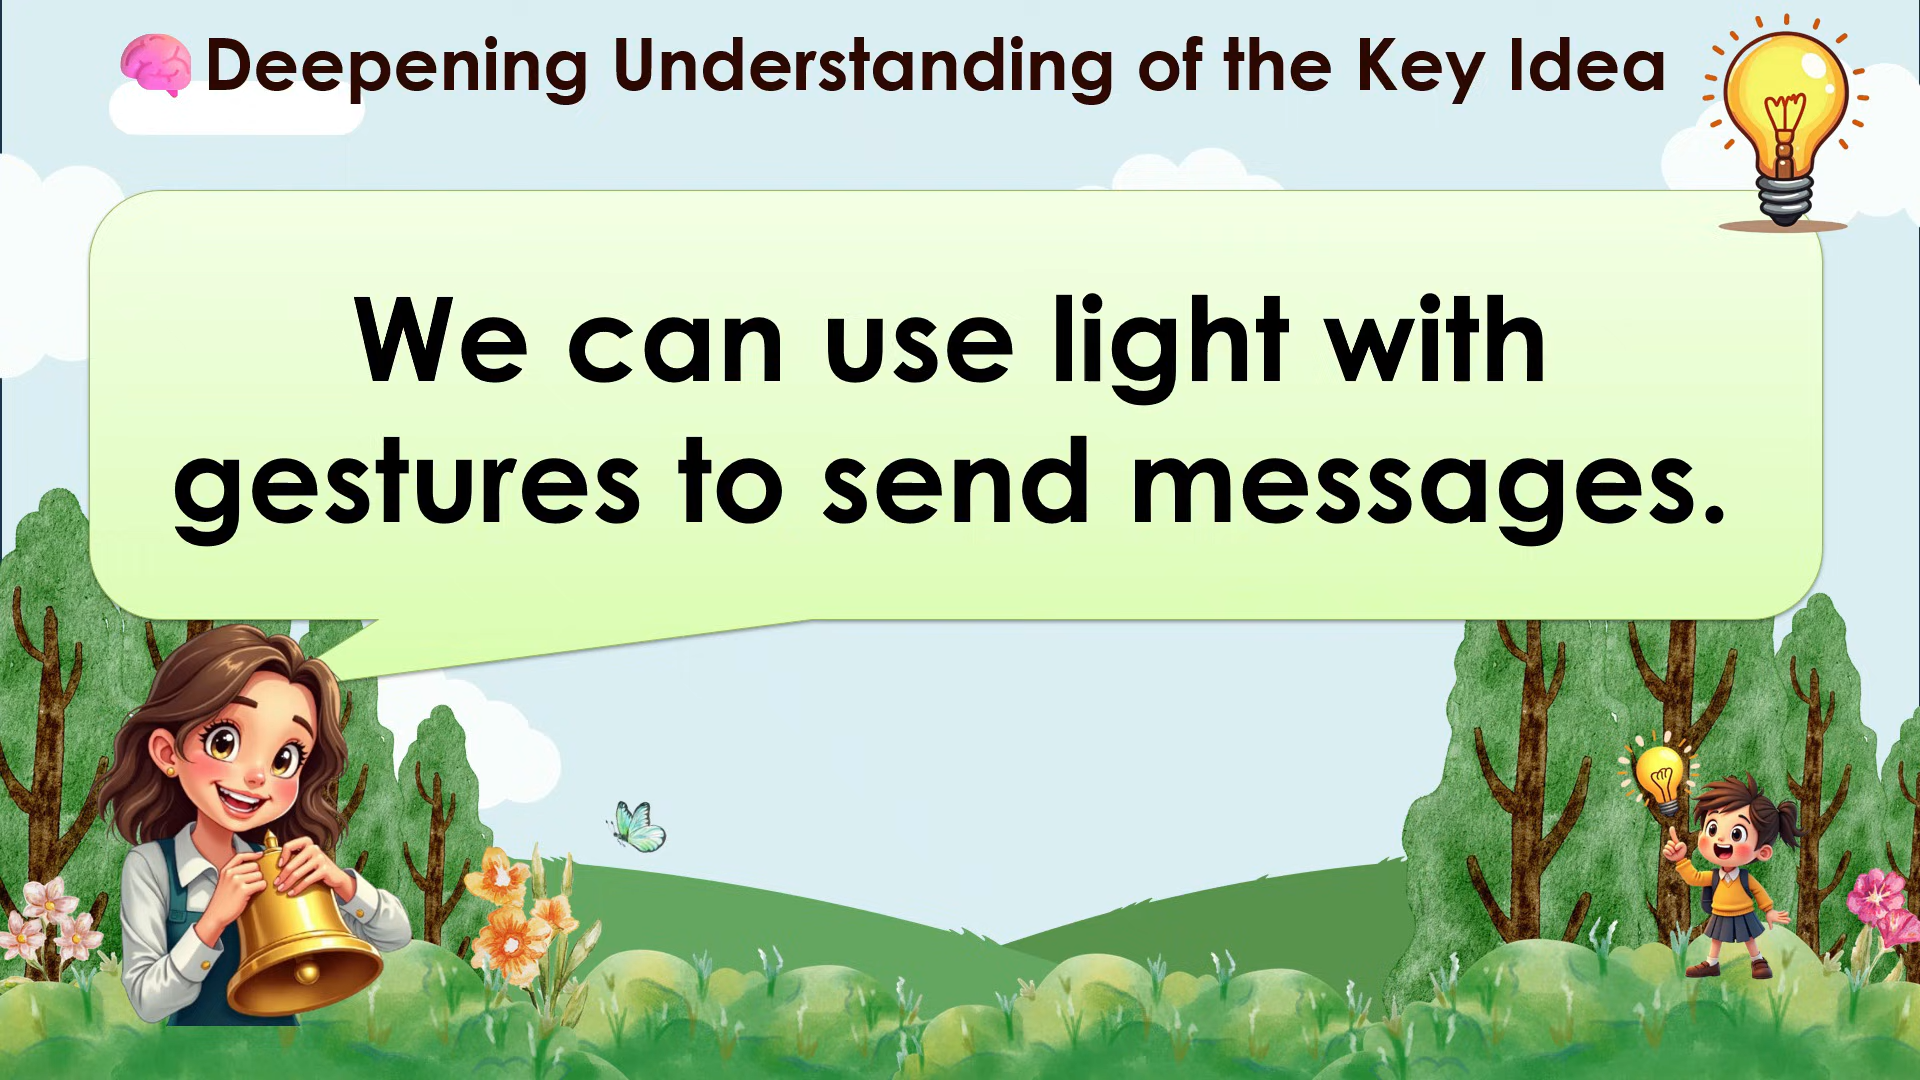 Deepening Understanding of the Key Idea
We can use light with
gestures to send messages.